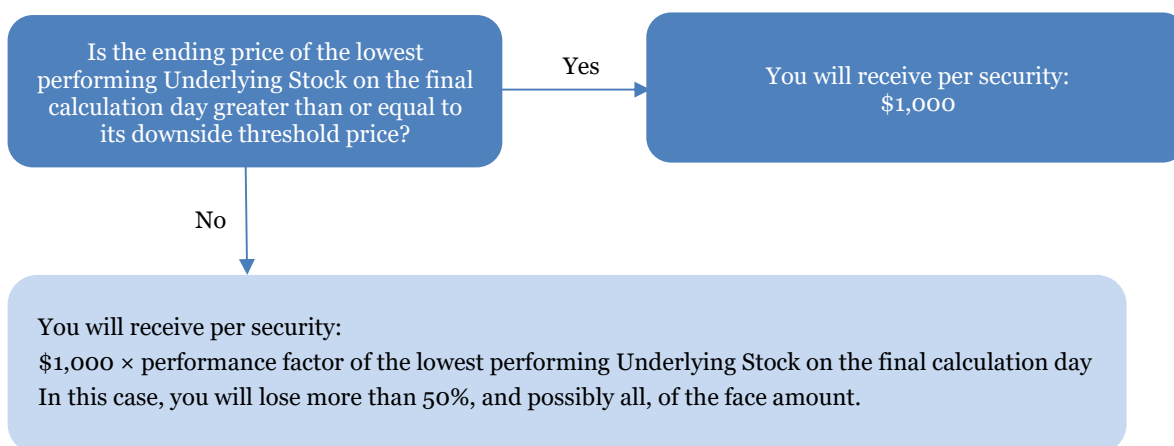 Is the ending price of the lowest
performing Underlying Stock on the final
calculation day greater than or equal to
its downside threshold price?
Yes
You will receive per security:
$1,000
No
You will receive per security:
$1,000 × performance factor of the lowest performing Underlying Stock on the final calculation day
In this case, you will lose more than 50%, and possibly all, of the face amount.